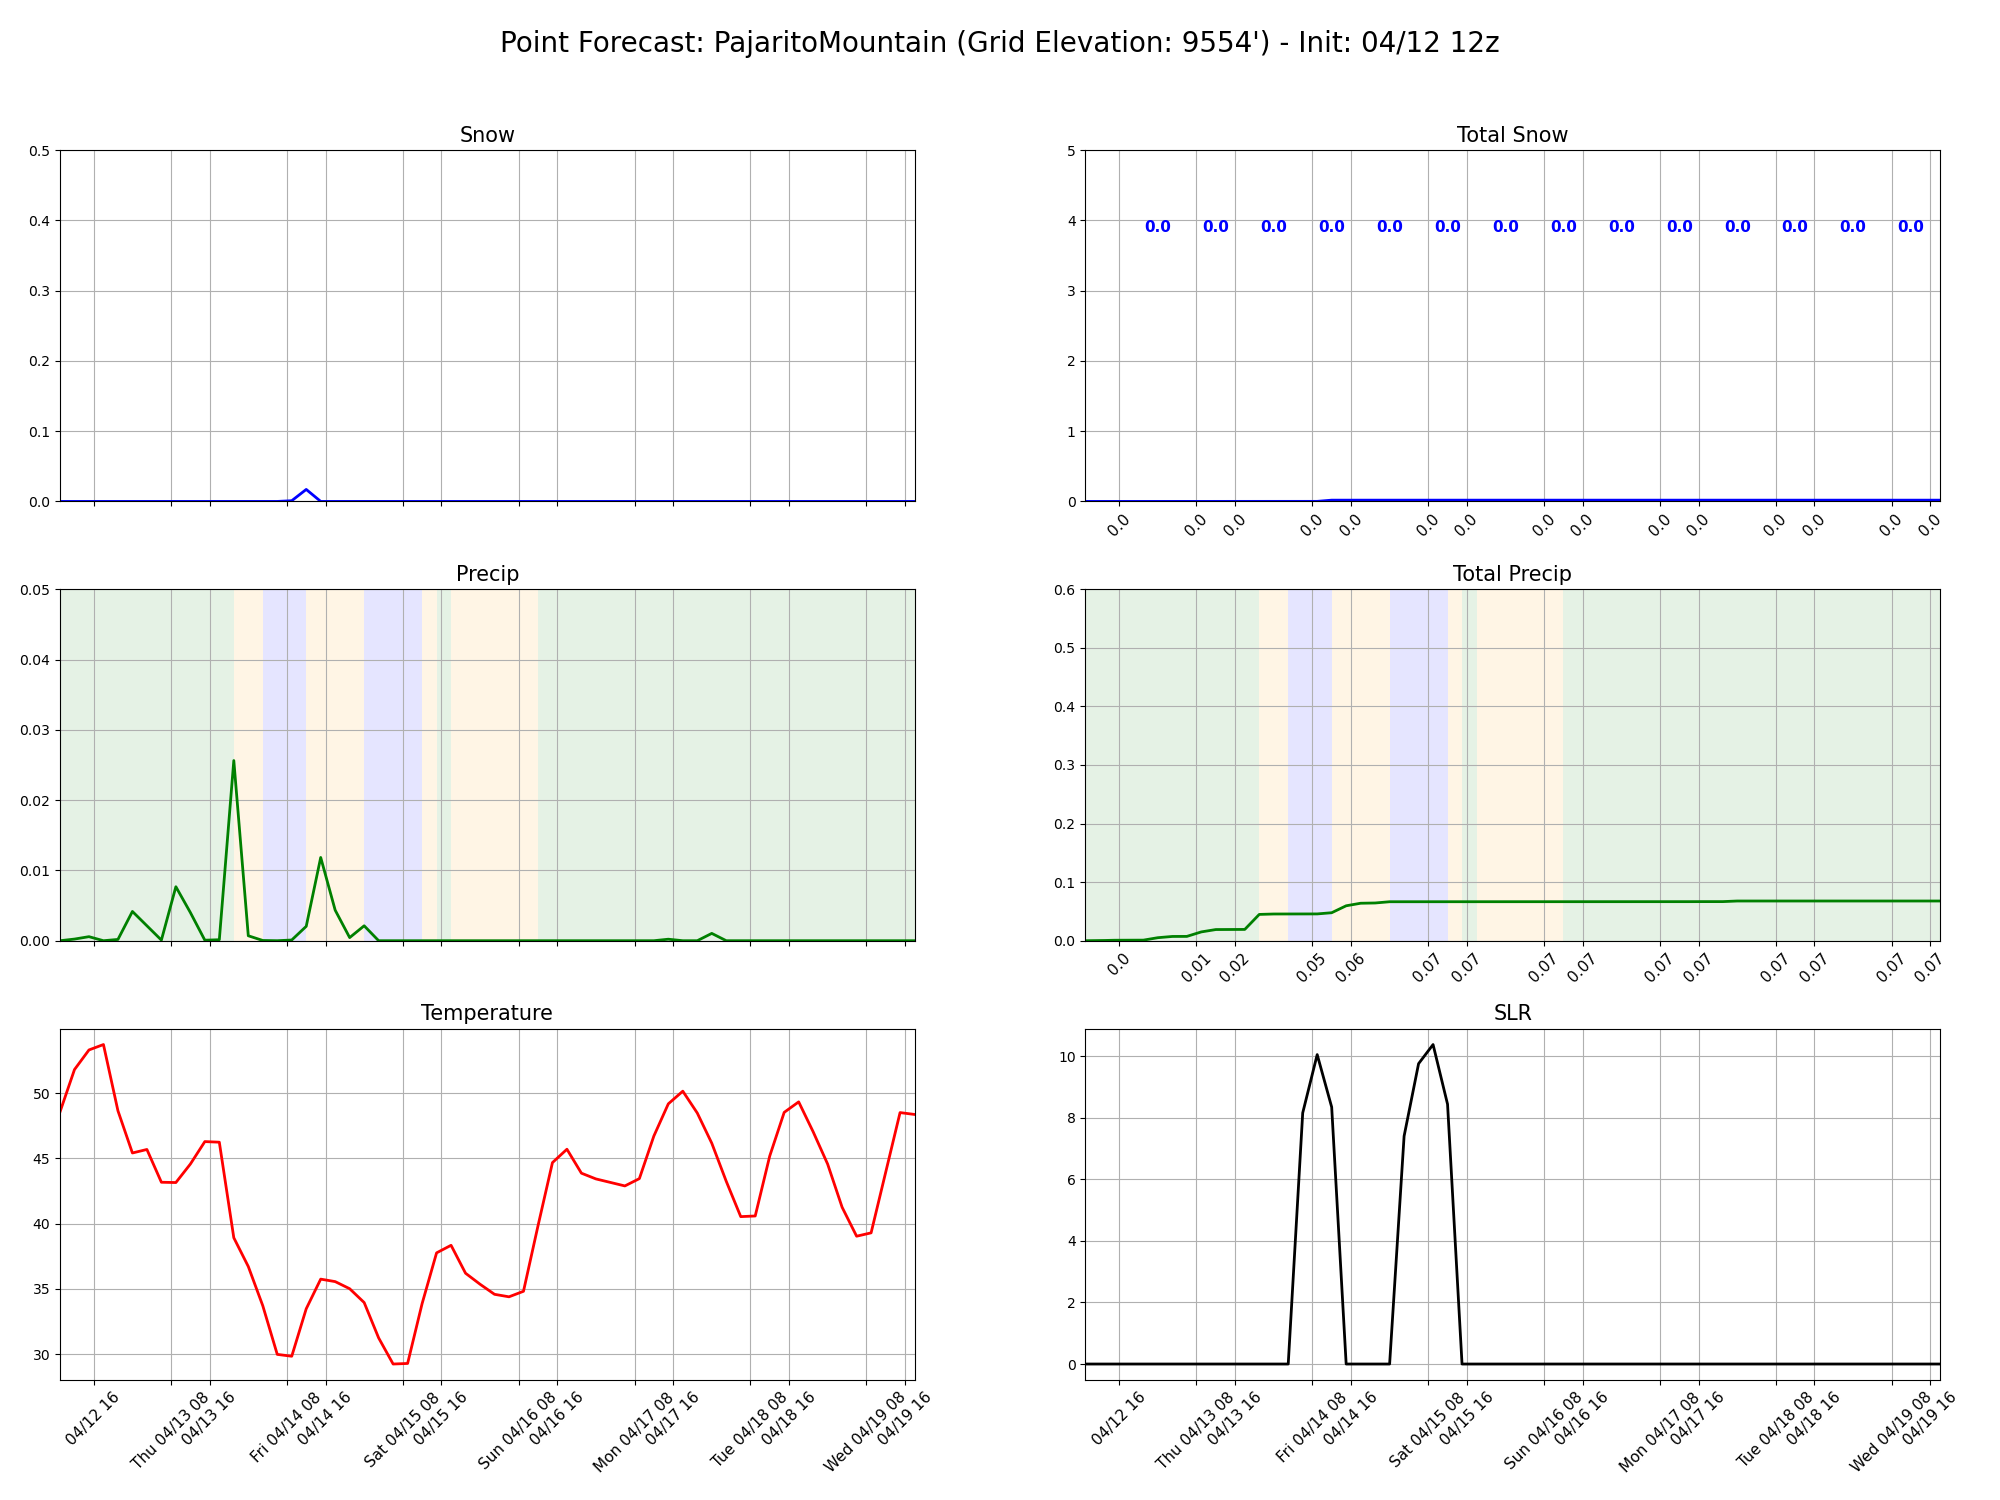 Point Forecast: PajaritoMountain (Grid Elevation: 9554') - Init: 04/12 12z
Snow
0.5
0.4
0.3
0.2
0.1
0.0
Total Snow
5
4
3
2
1
0
0.0 0.0 0.0 0.0 0.0 0.0 0.0 0.0 0.0 0.0 0.0 0.0 0.0 0.0
0.0 0.0 0.0 0.0 0.0 0.0 0.0 0.0 0.0 0.0 0.0 0.0 0.0 0.0 0.0
Precip
0.05
0.04
0.03
0.02
0.01
0.00
Total Precip
0.6
0.5
0.4
0.3
0.2
0.1
0.0
0.0 0.01 0.02 0.05 0.06 0.07 0.07 0.07 0.07 0.07 0.07 0.07 0.07 0.07 0.07
Temperature
50
45
40
35
30
04/12 16
Thu 04/13 08
04/13 16
Fri 04/14 08
04/14 16
Sat 04/15 08
04/15 16
Sun 04/16 08
04/16 16
Mon 04/17 08
04/17 16
Tue 04/18 08
04/18 16
Wed 04/19 08
04/19 16
SLR
10
8
6
4
2
0
04/12 16
Thu 04/13 08
04/13 16
Fri 04/14 08
04/14 16
Sat 04/15 08
04/15 16
Sun 04/16 08
04/16 16
Mon 04/17 08
04/17 16
Tue 04/18 08
04/18 16
Wed 04/19 08
04/19 16